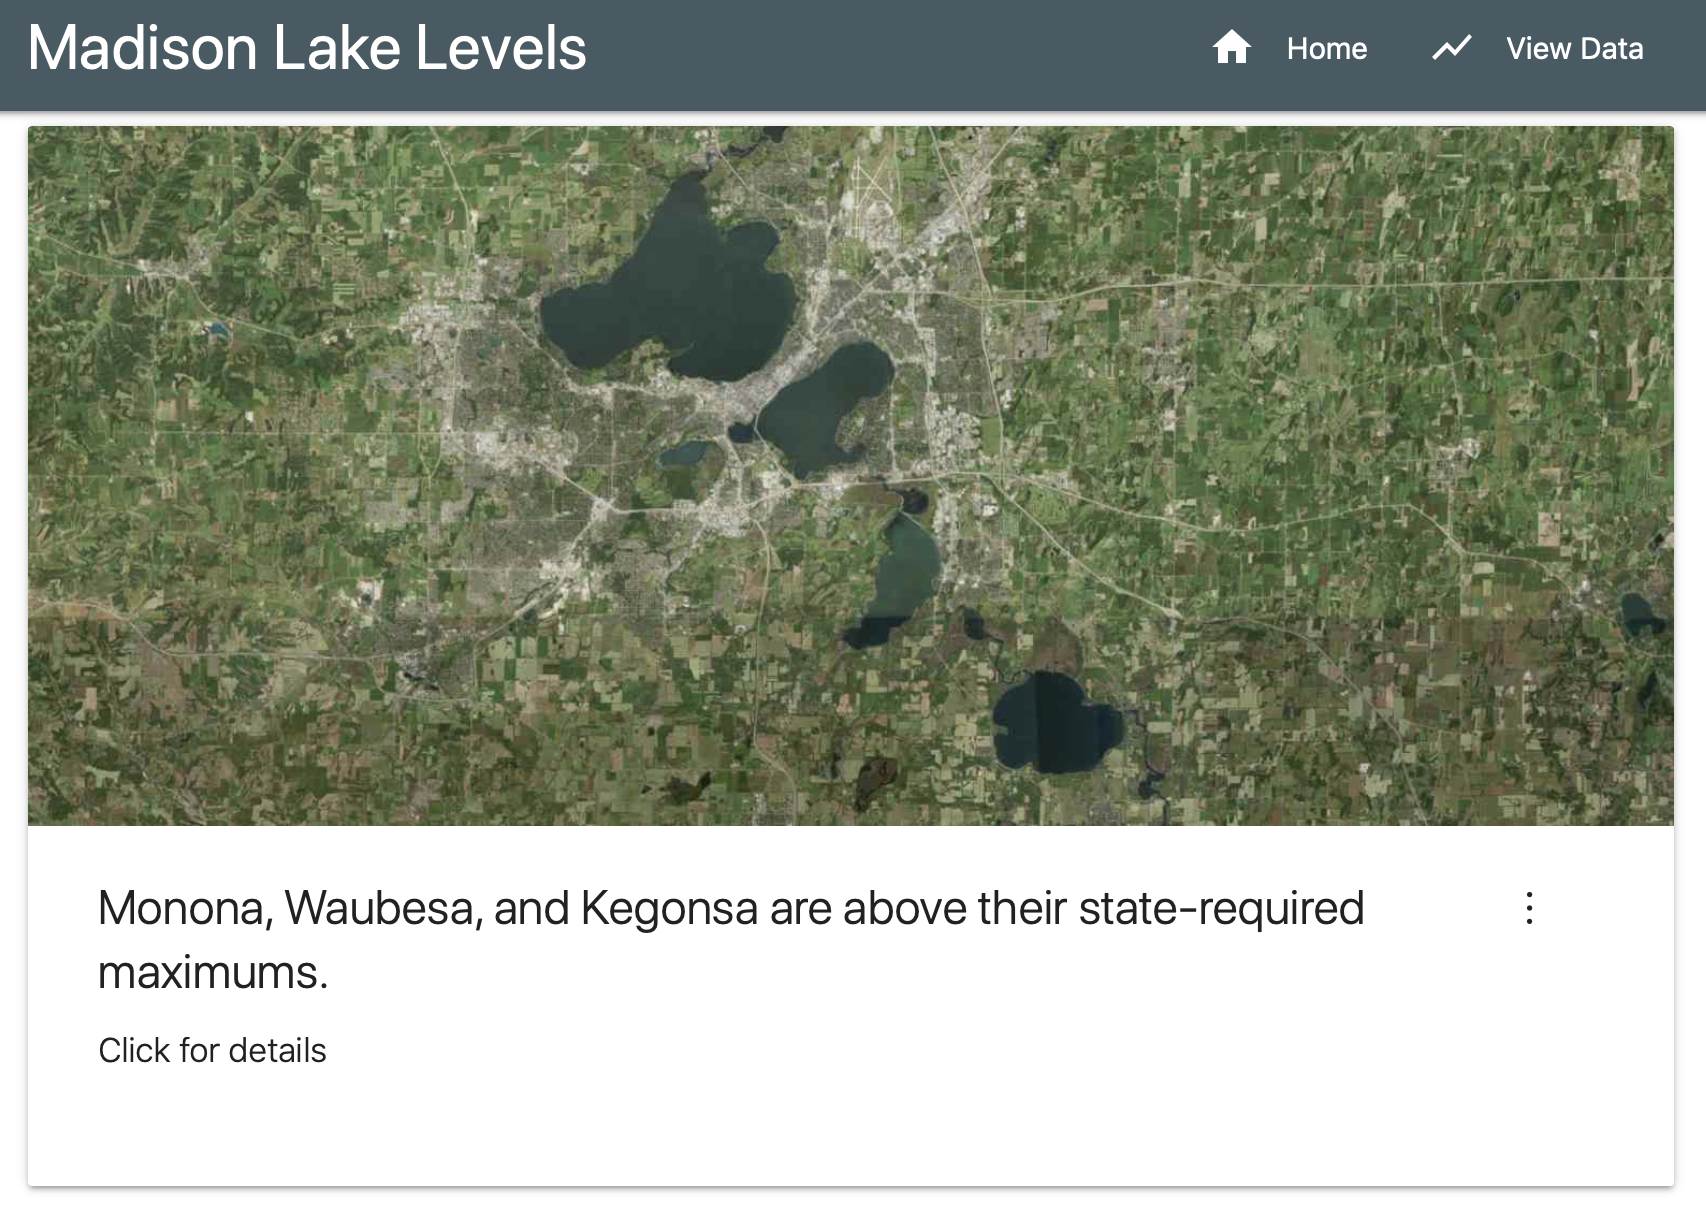 Madison Lake Levels
Home
View Data
Monona, Waubesa, and Kegonsa are above their state-required
maximums.
Click for details